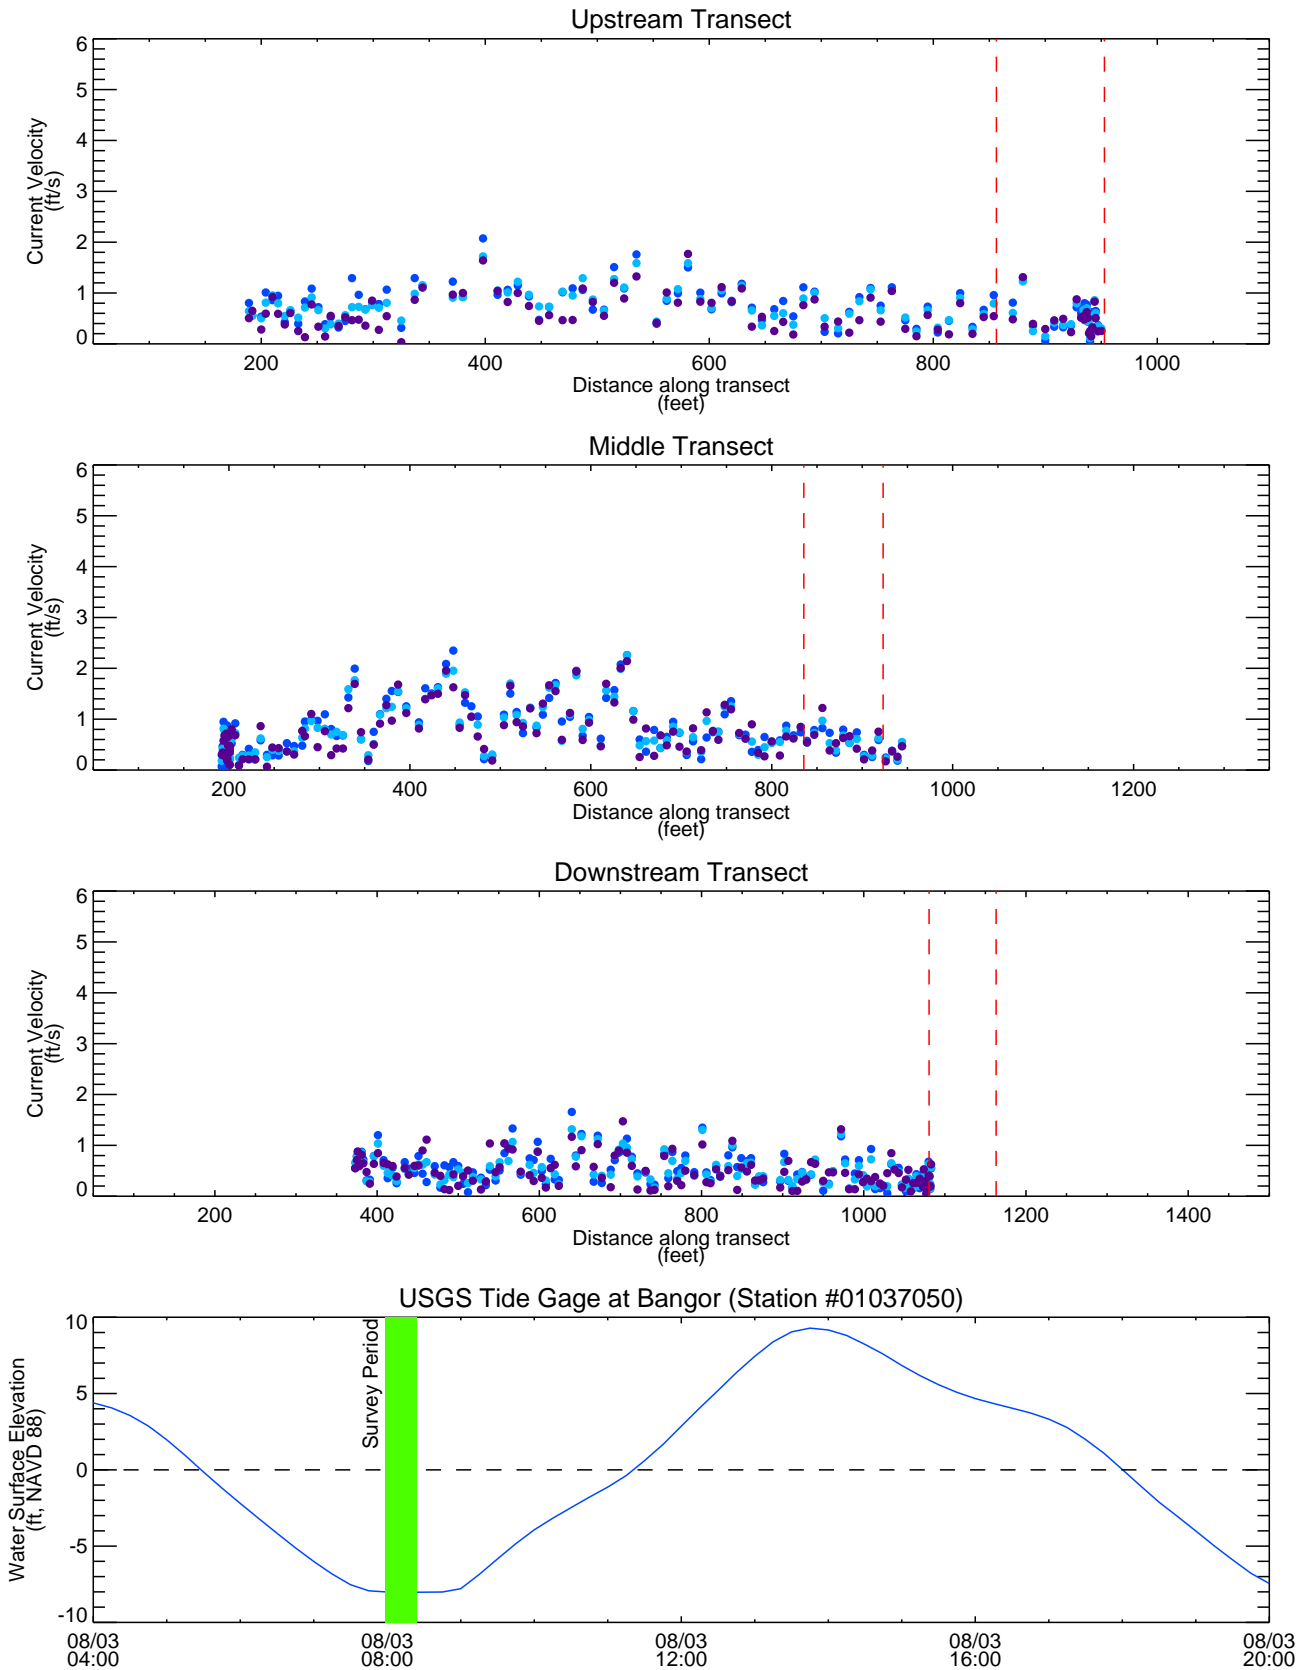 Upstream Transect
6
5
4
3
2
1
0
Current Velocity
(ft/s)
200 400 600 800 1000
Distance along transect
(feet)
Middle Transect
6
5
4
3
2
1
0
Current Velocity
(ft/s)
200 400 600 800 1000 1200
Distance along transect
(feet)
Downstream Transect
6
5
4
3
2
1
0
Current Velocity
(ft/s)
200 400 600 800 1000 1200 1400
Distance along transect
(feet)
USGS Tide Gage at Bangor (Station #01037050)
10
5
0
-5
-10
Water Surface Elevation
(ft, NAVD 88)
Survey Period
08/03 08/03 08/03 08/03 08/03
04:00 08:00 12:00 16:00 20:00